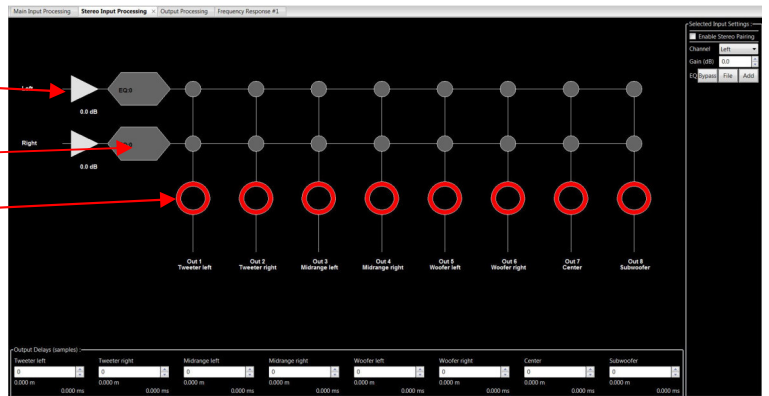 Main Input Processing Stereo Input Processing × Output Processing Frequency Response #1
Selected Input Settings :
Enable Stereo Pairing
Channel Left
Gain (dB) 0.0
EQ Bypass File Add
Left EQ:0
0.0 dB
Right
0.0 dB
Out 1 Out 2 Out 3 Out 4 Out 5 Out 6 Out 7 Out 8
Tweeter left Tweeter right Midrange left Midrange right Woofer left Woofer right Center Subwoofer
Output Delays (samples) :
Tweeter left Tweeter right Midrange left Midrange right Woofer left Woofer right Center Subwoofer
0 0 0 0 0 0 0 0
0.000 m 0.000 m 0.000 m 0.000 m 0.000 m 0.000 m 0.000 m 0.000 m
0.000 ms 0.000 ms 0.000 ms 0.000 ms 0.000 ms 0.000 ms 0.000 ms 0.000 ms